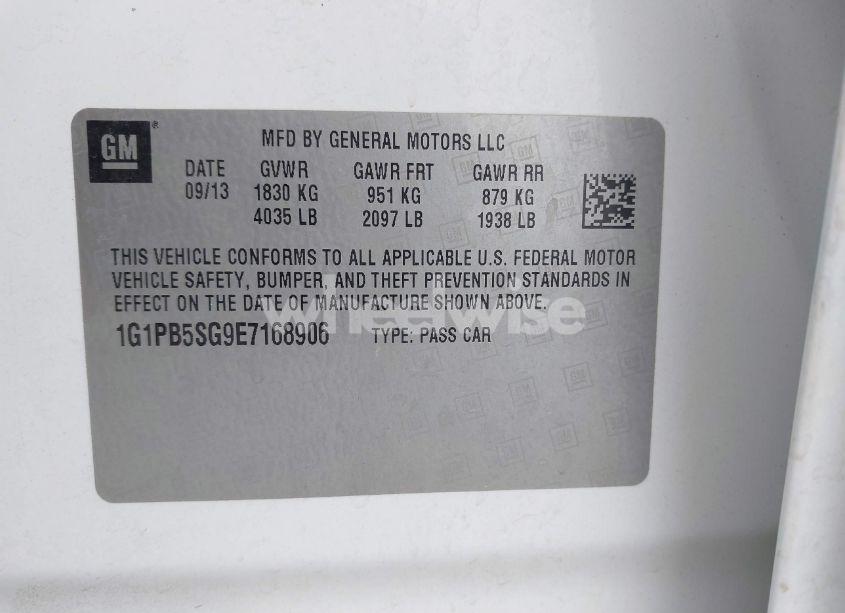 GM ® MFD BY GENERAL MOTORS LLC
DATE GVWR GAWR FRT GAWR RR
09/13 1830 KG 951 KG 879 KG
4035 LB 2097 LB 1938 LB
THIS VEHICLE CONFORMS TO ALL APPLICABLE U.S. FEDERAL MOTOR
VEHICLE SAFETY, BUMPER, AND THEFT PREVENTION STANDARDS IN
EFFECT ON THE DATE OF MANUFACTURE SHOWN ABOVE.
wheelwise
1G1PB5SG9E7168906 TYPE: PASS CAR